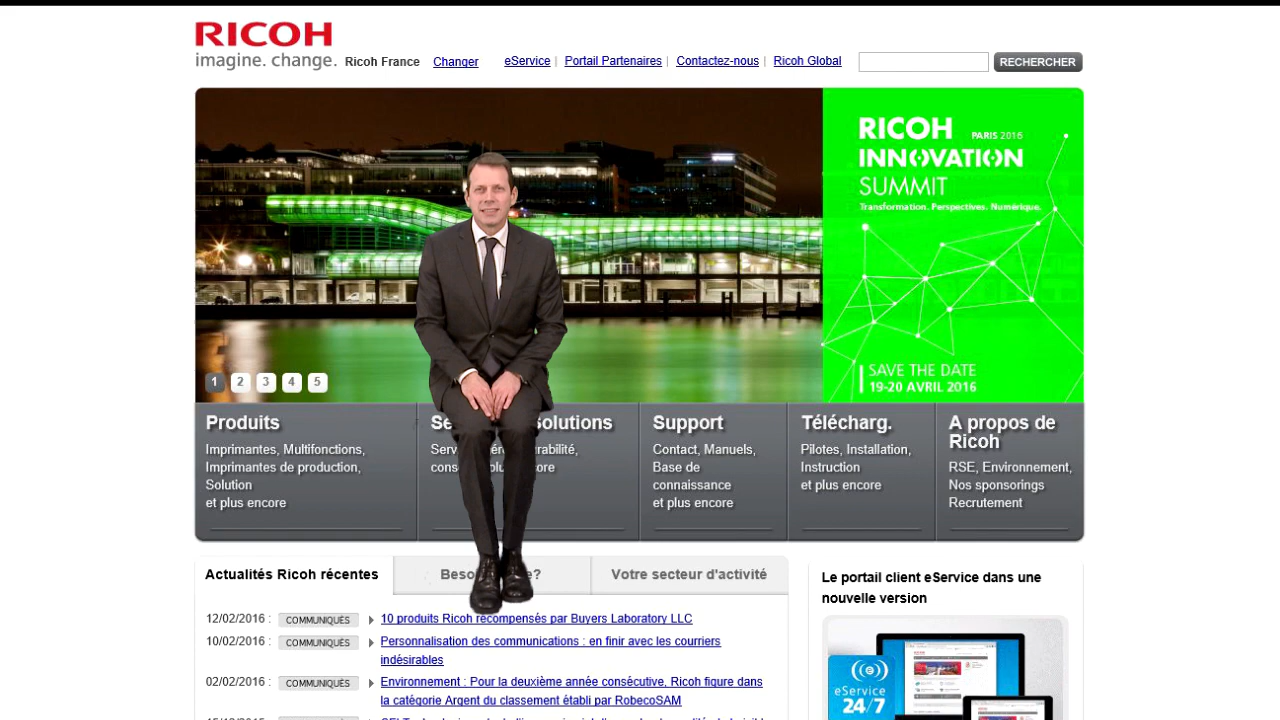 RICOH
imagine. change.
Ricoh France Changer eService | Portail Partenaires | Contactez-nous | Ricoh Global RECHERCHER
RICOH PARIS 2016
INNOVATION
SUMMIT
Transformation. Perspectives. Numérique.
SAVE THE DATE
19-20 AVRIL 2016
1 2 3 4 5
Produits
Imprimantes, Multifonctions,
Imprimantes de production,
Solution
et plus encore
Solutions
Support
Contact, Manuels,
Base de
connaissance
et plus encore
Télécharg.
Pilotes, Installation,
Instruction
et plus encore
A propos de
Ricoh
RSE, Environnement,
Nos sponsorings
Recrutement
Actualités Ricoh récentes
Votre secteur d'activité
12/02/2016 : COMMUNIQUÉS 10 produits Ricoh récompensés par Buyers Laboratory LLC
10/02/2016 : COMMUNIQUÉS Personnalisation des communications : en finir avec les courriers
indésirables
02/02/2016 : COMMUNIQUÉS Environnement : Pour la deuxième année consécutive, Ricoh figure dans
la catégorie Argent du classement établi par RobecoSAM
Le portail client eService dans une
nouvelle version
eService
24/7